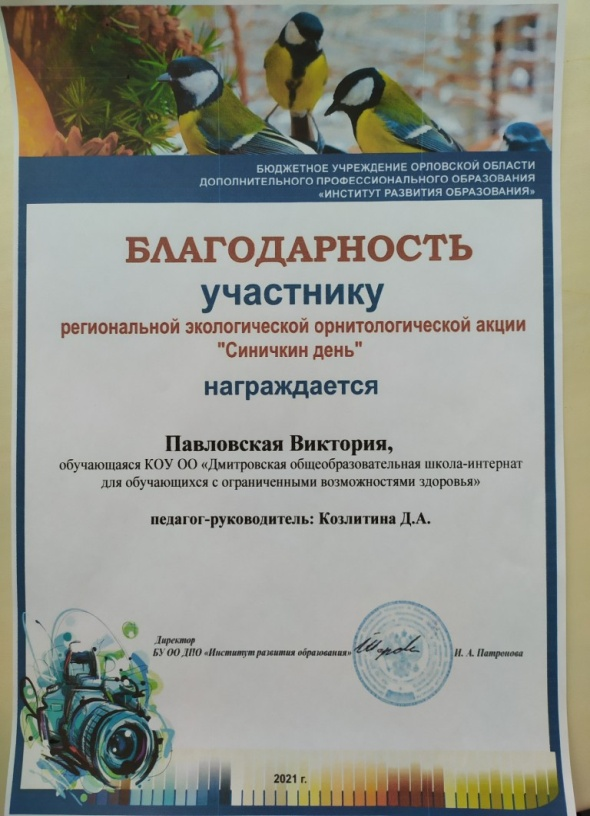 БЮДЖЕТНОЕ УЧРЕЖДЕНИЕ ОРЛОВСКОЙ ОБЛАСТИ
ДОПОЛНИТЕЛЬНОГО ПРОФЕССИОНАЛЬНОГО ОБРАЗОВАНИЯ
«ИНСТИТУТ РАЗВИТИЯ ОБРАЗОВАНИЯ»
БЛАГОДАРНОСТЬ
участнику
региональной экологической орнитологической акции
"Синичкин день"
награждается
Павловская Виктория,
обучающаяся КОУ ОО «Дмитровская общеобразовательная школа-интернат
для обучающихся с ограниченными возможностями здоровья»
педагог-руководитель: Козлитина Д.А.
Директор
БУ ОО ДПО «Институт развития образования»
И. А. Патронова
2021 г.